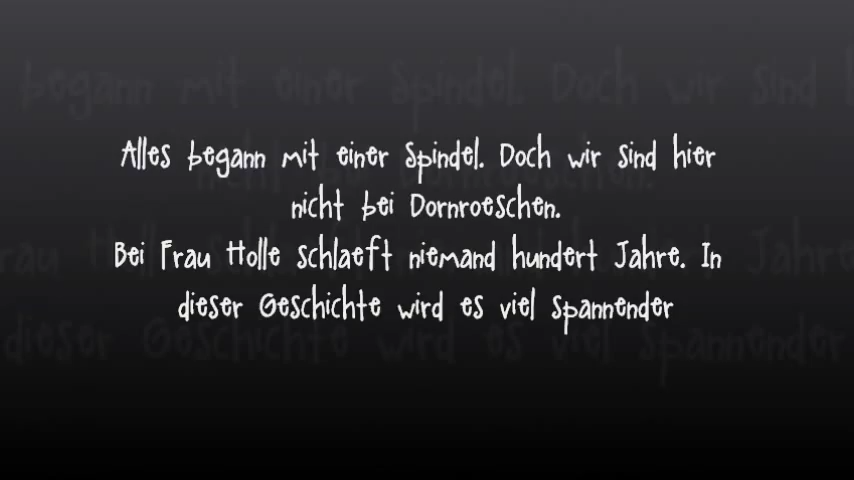 Alles begann mit einer Spindel. Doch wir sind hier
nicht bei Dornroeschen.
Bei Frau Holle schlaeft niemand hundert Jahre. In
dieser Geschichte wird es viel spannender